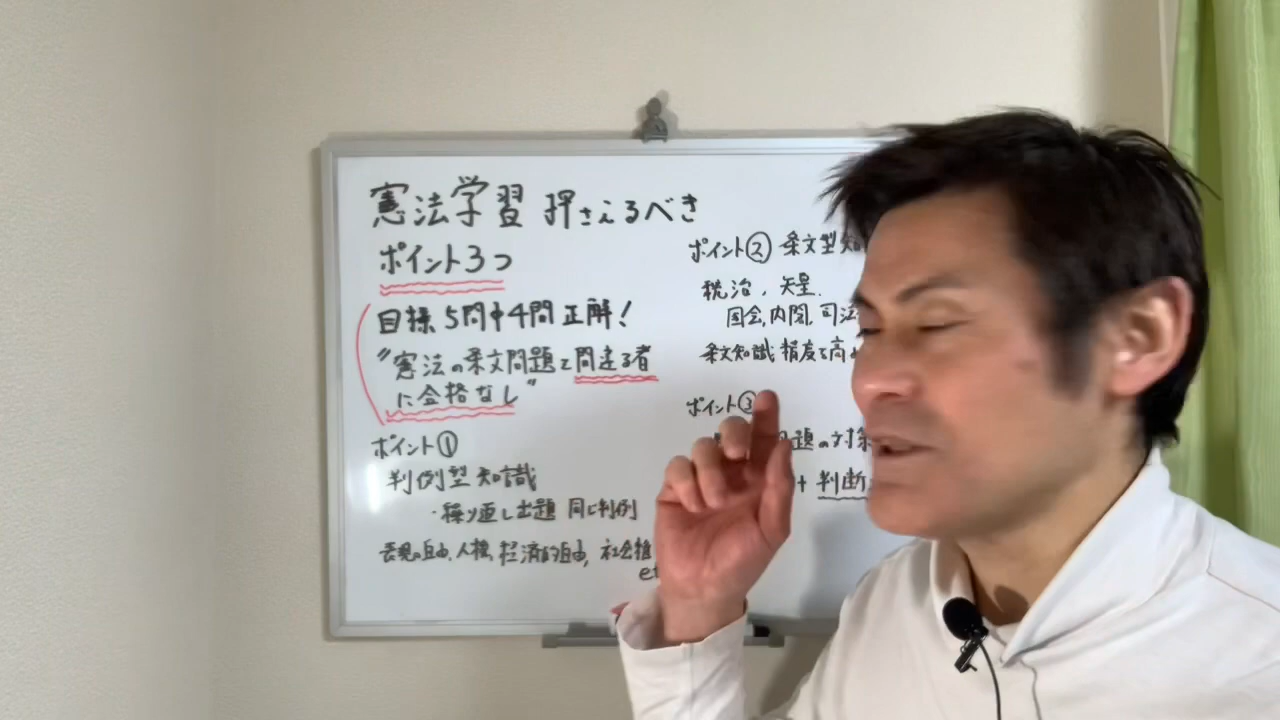 憲法学習 押さえるべき
ポイント3つ
目標 5問中4問正解!
"憲法の条文問題を間違える者
に合格なし"
ポイント①
判例型知識
・繰り返し出題 同じ判例
表現の自由、人権、経済的自由、社会権
ポイント② 条文型知
統治、
国会、内閣、司法
条文知識 精度を高め
ポイント③
問題の対策
+ 判断